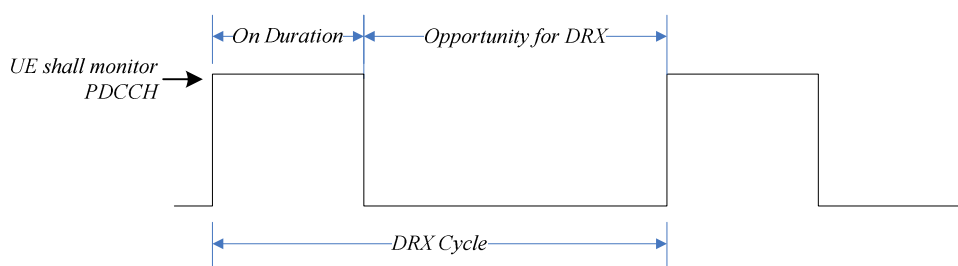 On Duration
Opportunity for DRX
UE shall monitor
PDCCH
DRX Cycle